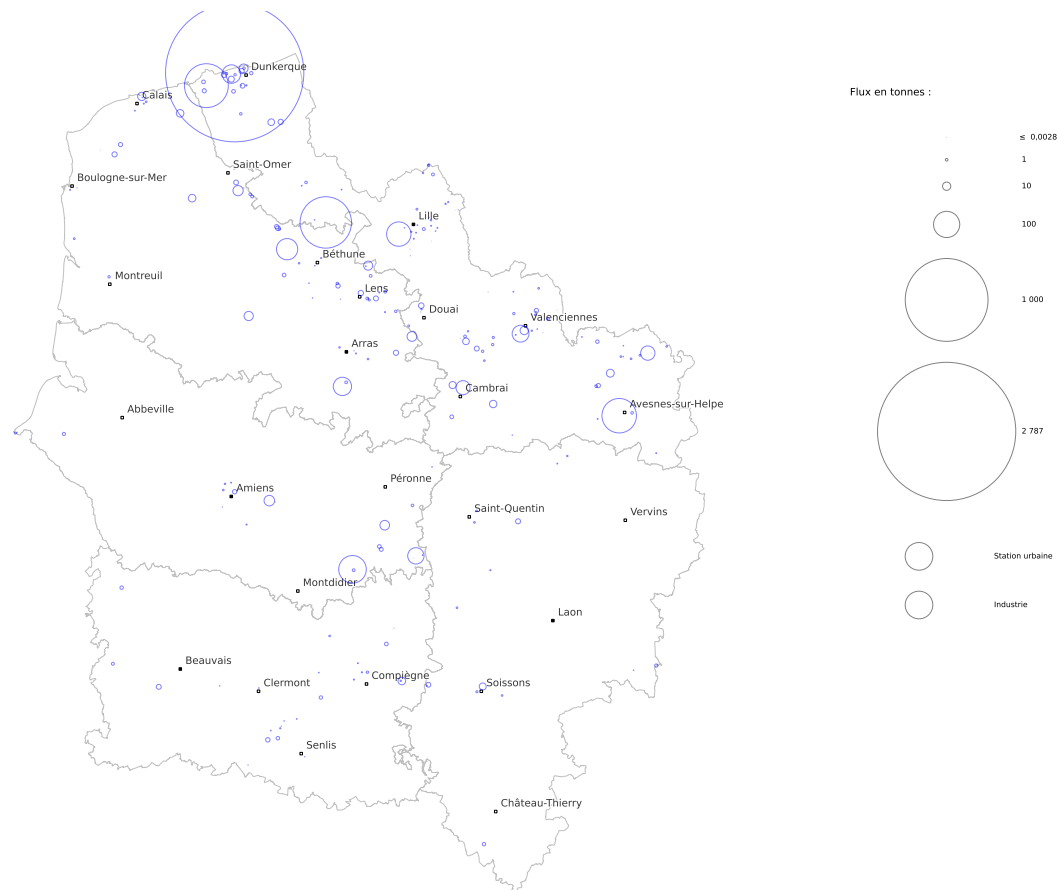 Dunkerque
Flux en tonnes :
Calais
≤ 0,0028
1
Saint-Omer
Boulogne-sur-Mer
10
Lille
100
Béthune
Montreuil
Lens
1 000
Douai
Valenciennes
Arras
Cambrai
Abbeville
Avesnes-sur-Helpe
2 787
Péronne
Amiens
Saint-Quentin
Vervins
Station urbaine
Montdidier
Industrie
Laon
Beauvais
Clermont
Compiègne
Soissons
Senlis
Château-Thierry